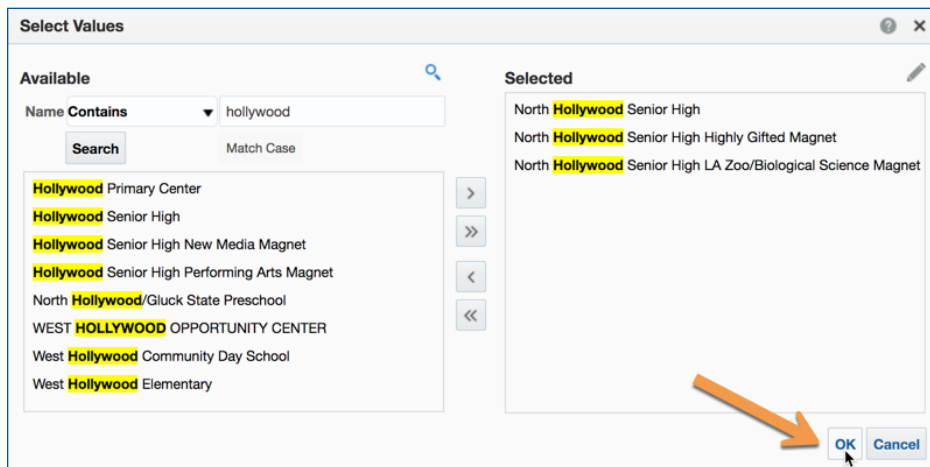 Select Values
Available
Name Contains hollywood
Search Match Case
Hollywood Primary Center
Hollywood Senior High
Hollywood Senior High New Media Magnet
Hollywood Senior High Performing Arts Magnet
North Hollywood/Gluck State Preschool
WEST HOLLYWOOD OPPORTUNITY CENTER
West Hollywood Community Day School
West Hollywood Elementary
Selected
North Hollywood Senior High
North Hollywood Senior High Highly Gifted Magnet
North Hollywood Senior High LA Zoo/Biological Science Magnet
OK Cancel